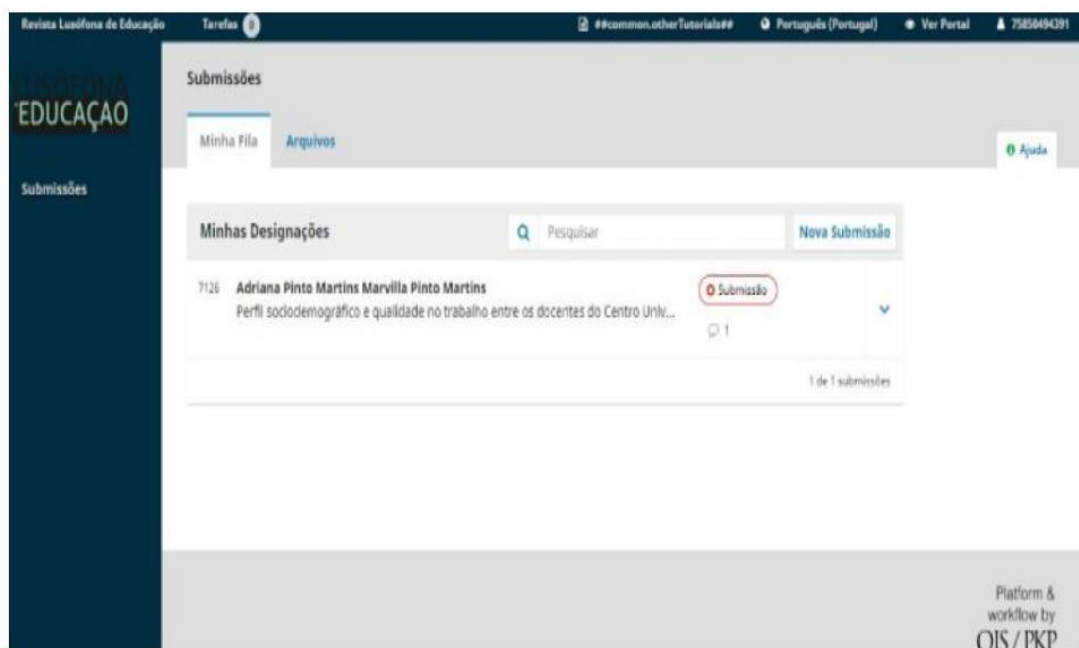 Revista Lusófona de Educação
Tarefas 0
##common.otherTutorials##
Português (Portugal)
Ver Portal
75850494391
LUSÓFONA
EDUCAÇÃO
Submissões
Submissões
Minha Fila
Arquivos
Ajuda
Minhas Designações
Pesquisar
Nova Submissão
7126
Adriana Pinto Martins Marvilla Pinto Martins
Submissão
Perfil sociodemográfico e qualidade no trabalho entre os docentes do Centro Univ...
1
1 de 1 submissões
Platform &
workflow by
OJS / PKP